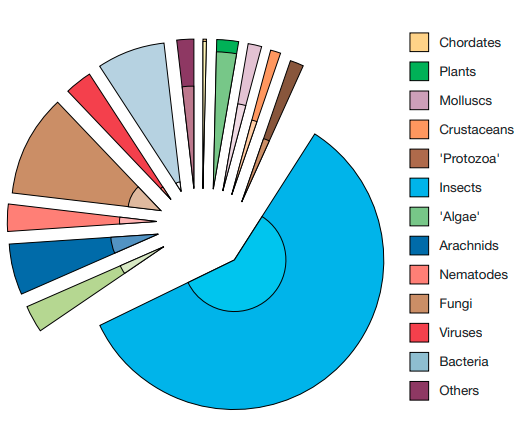 Chordates
Plants
Molluscs
Crustaceans
'Protozoa'
Insects
'Algae'
Arachnids
Nematodes
Fungi
Viruses
Bacteria
Others